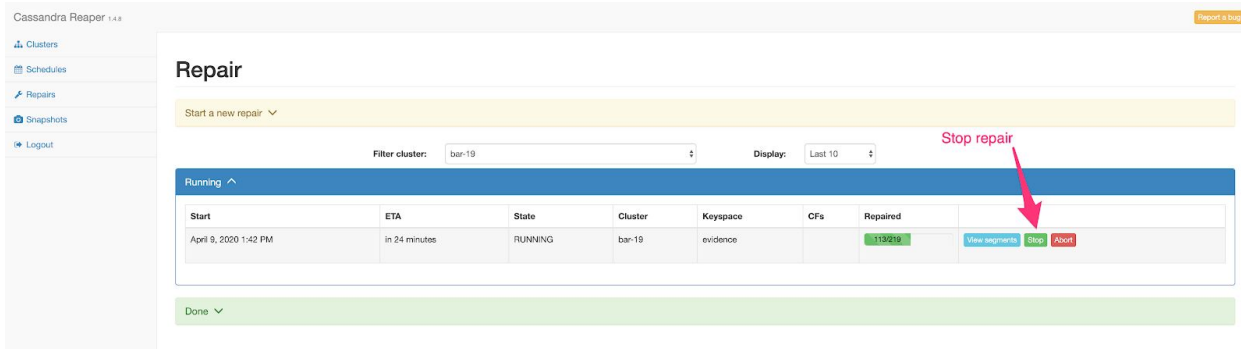 Cassandra Reaper 1.4.8
Report a bug
Clusters
Schedules
Repairs
Snapshots
Logout
Repair
Start a new repair
Stop repair
Filter cluster: bar-19 Display: Last 10
Running
Start ETA State Cluster Keyspace CFs Repaired
April 9, 2020 1:42 PM in 24 minutes RUNNING bar-19 evidence 113/219 View segments Stop Abort
Done